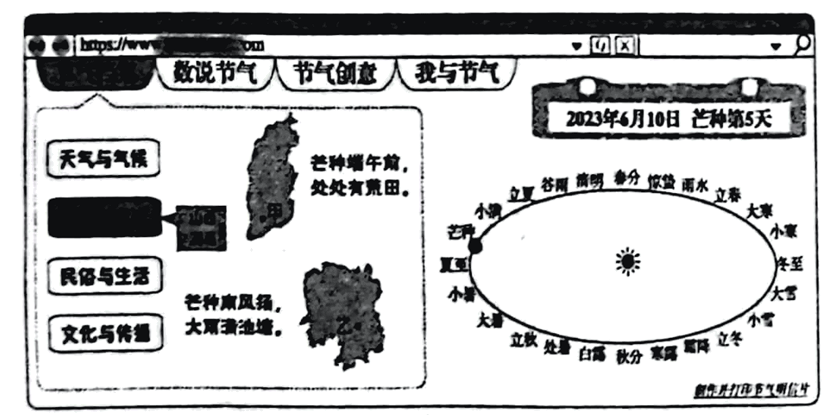 https://www
om
数说节气
节气创意
我与节气
2023年6月10日 芒种第5天
天气与气候
民俗与生活
文化与传播
芒种端午前,
处处有荒田。
甲
芒种南风扬,
大雨满池塘。
乙
春分
清明
谷雨
立夏
小满
芒种
夏至
小暑
大暑
立秋
处暑
白露
秋分
寒露
霜降
立冬
小雪
大雪
冬至
小寒
大寒
立春
雨水
惊蛰
制作并打印节气明信片